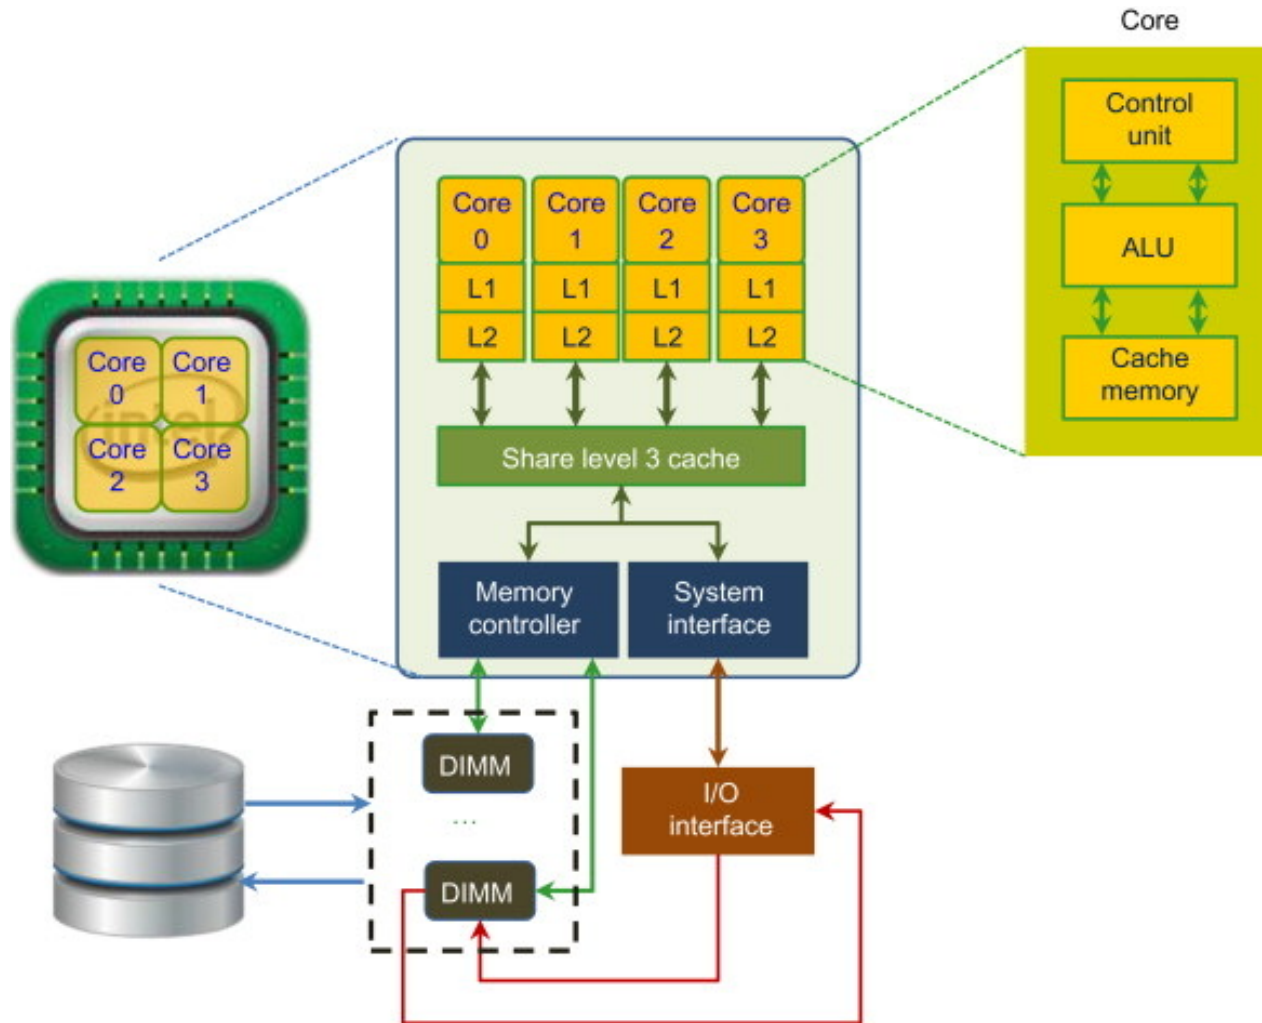 Core
Control
unit
ALU
Cache
memory
Core
0
Core
1
Core
2
Core
3
L1
L1
L1
L1
L2
L2
L2
L2
Share level 3 cache
Memory
controller
System
interface
Core
0
Core
1
intel
Core
2
Core
3
DIMM
...
DIMM
I/O
interface